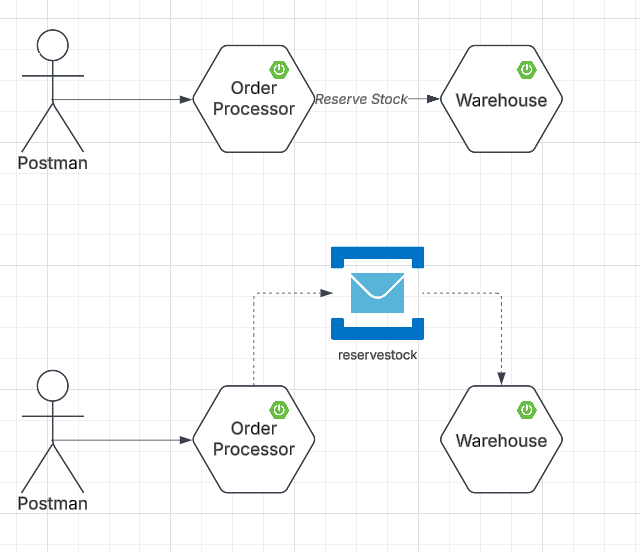 Order
Processor
Reserve Stock
Warehouse
Postman
reservestock
Order
Processor
Warehouse
Postman